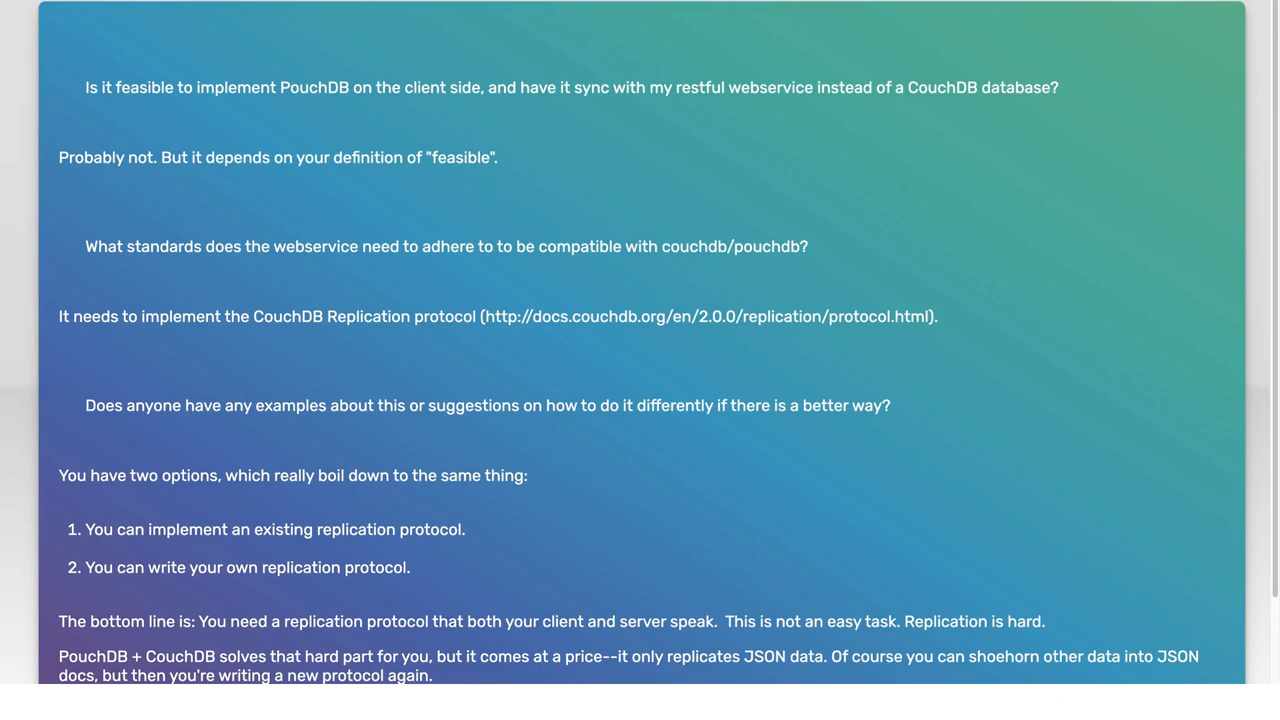 Is it feasible to implement PouchDB on the client side, and have it sync with my restful webservice instead of a CouchDB database?
Probably not. But it depends on your definition of "feasible".
What standards does the webservice need to adhere to to be compatible with couchdb/pouchdb?
It needs to implement the CouchDB Replication protocol (http://docs.couchdb.org/en/2.0.0/replication/protocol.html).
Does anyone have any examples about this or suggestions on how to do it differently if there is a better way?
You have two options, which really boil down to the same thing:
1. You can implement an existing replication protocol.
2. You can write your own replication protocol.
The bottom line is: You need a replication protocol that both your client and server speak.  This is not an easy task. Replication is hard.
PouchDB + CouchDB solves that hard part for you, but it comes at a price--it only replicates JSON data. Of course you can shoehorn other data into JSON
docs, but then you're writing a new protocol again.